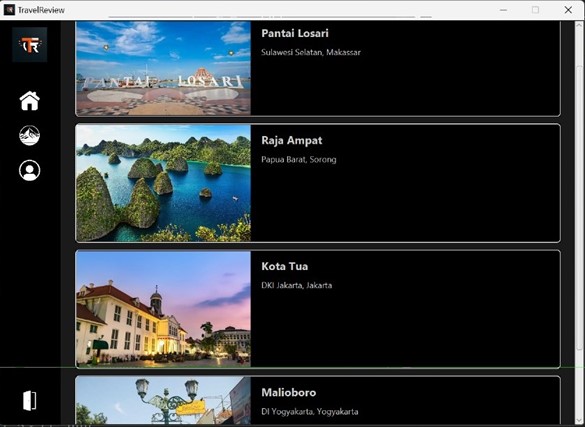 TravelReview
TR
PANTAI LOSARI
Pantai Losari
Sulawesi Selatan, Makassar
Raja Ampat
Papua Barat, Sorong
Kota Tua
DKI Jakarta, Jakarta
Malioboro
DI Yogyakarta, Yogyakarta